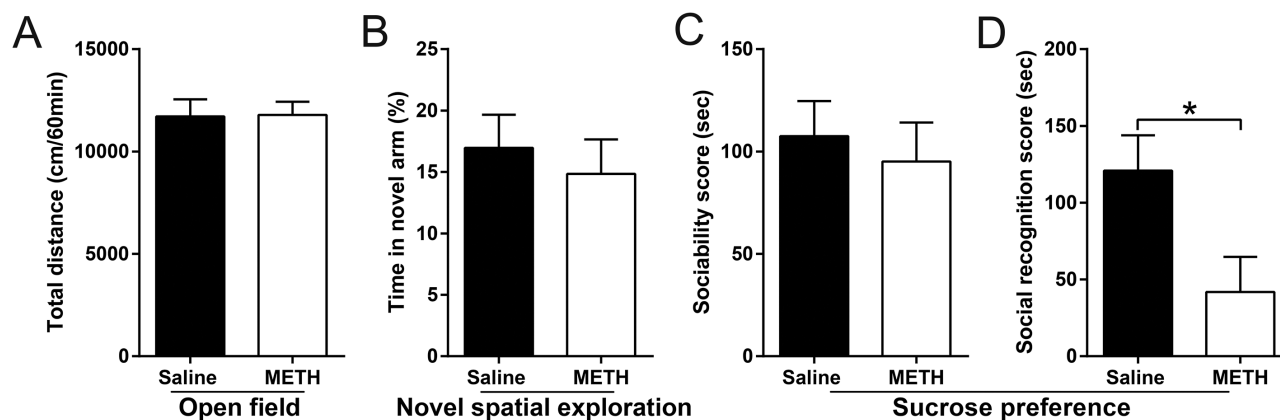 A
Total distance (cm/60min)
15000
10000
5000
0
Saline METH
Open field
B
Time in novel arm (%)
25
20
15
10
5
0
Saline METH
Novel spatial exploration
C
Sociability score (sec)
150
100
50
0
Saline METH
D
Social recognition score (sec)
200
150
100
50
0
*
Saline METH
Sucrose preference